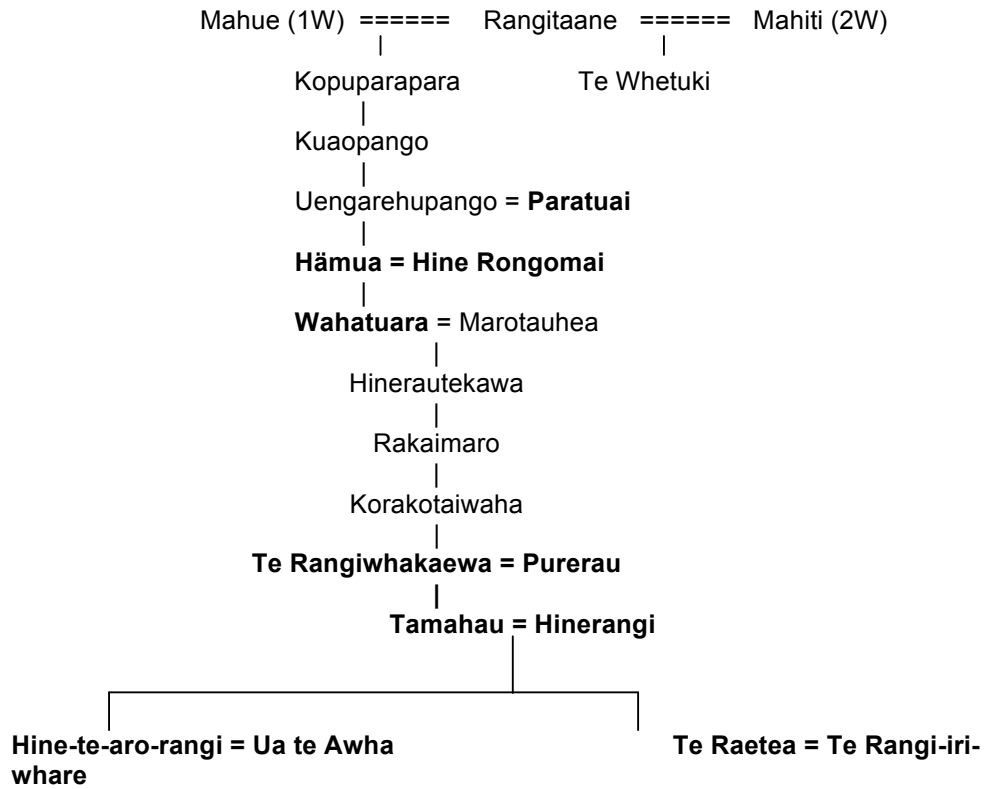 Mahue (1W) ====== Rangitaane ====== Mahiti (2W)
Kopuparapara Te Whetuki
Kuaopango
Uengarehupango = Paratuai
Hämua = Hine Rongomai
Wahatuara = Marotauhea
Hinerautekawa
Rakaimaro
Korakotaiwaha
Te Rangiwhakaewa = Purerau
Tamahau = Hinerangi
Hine-te-aro-rangi = Ua te Awha Te Raetea = Te Rangi-iri-
whare